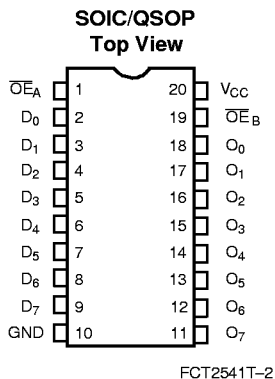 SOIC/QSOP
Top View
O̅E̅A 1 20 VCC
D0 2 19 O̅E̅B
D1 3 18 O0
D2 4 17 O1
D3 5 16 O2
D4 6 15 O3
D5 7 14 O4
D6 8 13 O5
D7 9 12 O6
GND 10 11 O7
FCT2541T–2